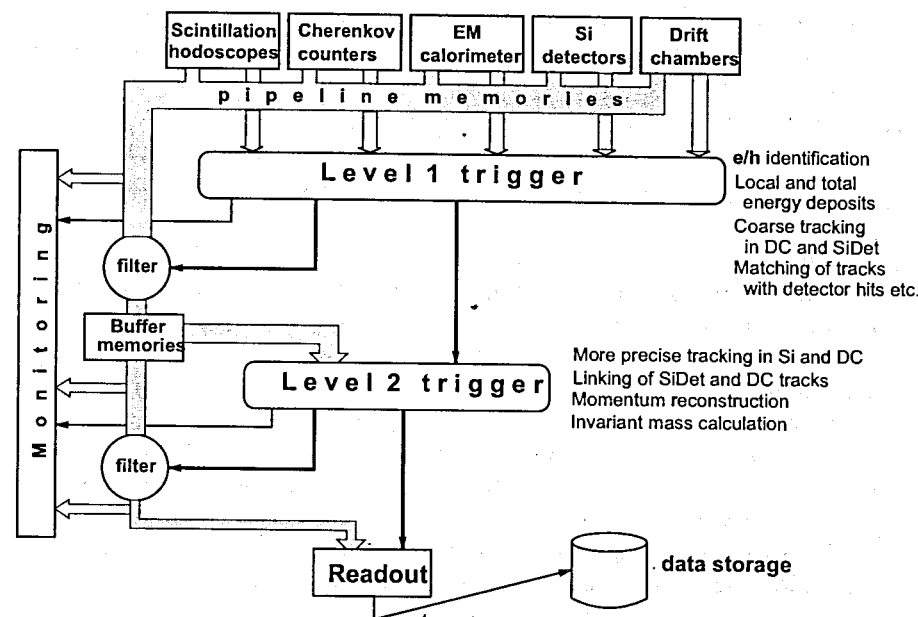 Scintillation
hodoscopes
Cherenkov
counters
EM
calorimeter
Si
detectors
Drift
chambers
pipeline memories
Level 1 trigger
e/h identification
Local and total
energy deposits
Coarse tracking
in DC and SiDet
Matching of tracks
with detector hits etc.
Monitoring
filter
Buffer
memories
Level 2 trigger
More precise tracking in Si and DC
Linking of SiDet and DC tracks
Momentum reconstruction
Invariant mass calculation
filter
Readout
data storage